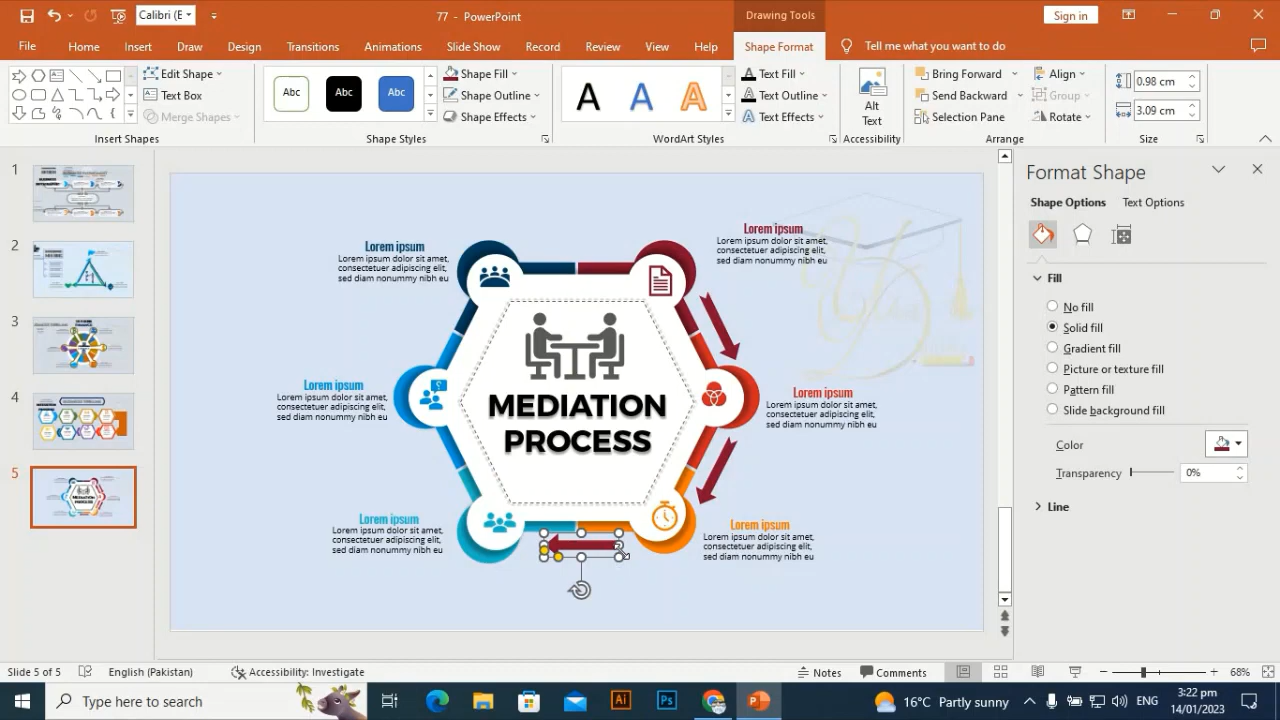 Calibri (E
77 - PowerPoint
Drawing Tools
Sign in
File
Home
Insert
Draw
Design
Transitions
Animations
Slide Show
Record
Review
View
Help
Shape Format
Tell me what you want to do
Edit Shape
Text Box
Merge Shapes
Insert Shapes
Abc
Abc
Abc
Shape Fill
Shape Outline
Shape Effects
Shape Styles
A A A
Text Fill
Text Outline
Text Effects
WordArt Styles
Alt
Text
Accessibility
Bring Forward
Send Backward
Selection Pane
Align
Group
Rotate
Arrange
0.98 cm
3.09 cm
Size
1
2
3
4
5
Lorem ipsum
Lorem ipsum dolor sit amet,
consectetuer adipiscing elit,
sed diam nonummy nibh eu
Lorem ipsum
Lorem ipsum dolor sit amet,
consectetuer adipiscing elit,
sed diam nonummy nibh eu
Lorem ipsum
Lorem ipsum dolor sit amet,
consectetuer adipiscing elit,
sed diam nonummy nibh eu
MEDIATION
PROCESS
Lorem ipsum
Lorem ipsum dolor sit amet,
consectetuer adipiscing elit,
sed diam nonummy nibh eu
Lorem ipsum
Lorem ipsum dolor sit amet,
consectetuer adipiscing elit,
sed diam nonummy nibh eu
Lorem ipsum
Lorem ipsum dolor sit amet,
consectetuer adipiscing elit,
sed diam nonummy nibh eu
Format Shape
Shape Options
Text Options
Fill
No fill
Solid fill
Gradient fill
Picture or texture fill
Pattern fill
Slide background fill
Color
Transparency
0%
Line
Slide 5 of 5
English (Pakistan)
Accessibility: Investigate
Notes
Comments
68%
Type here to search
Ai
Ps
16°C Partly sunny
ENG
3:22 pm
14/01/2023